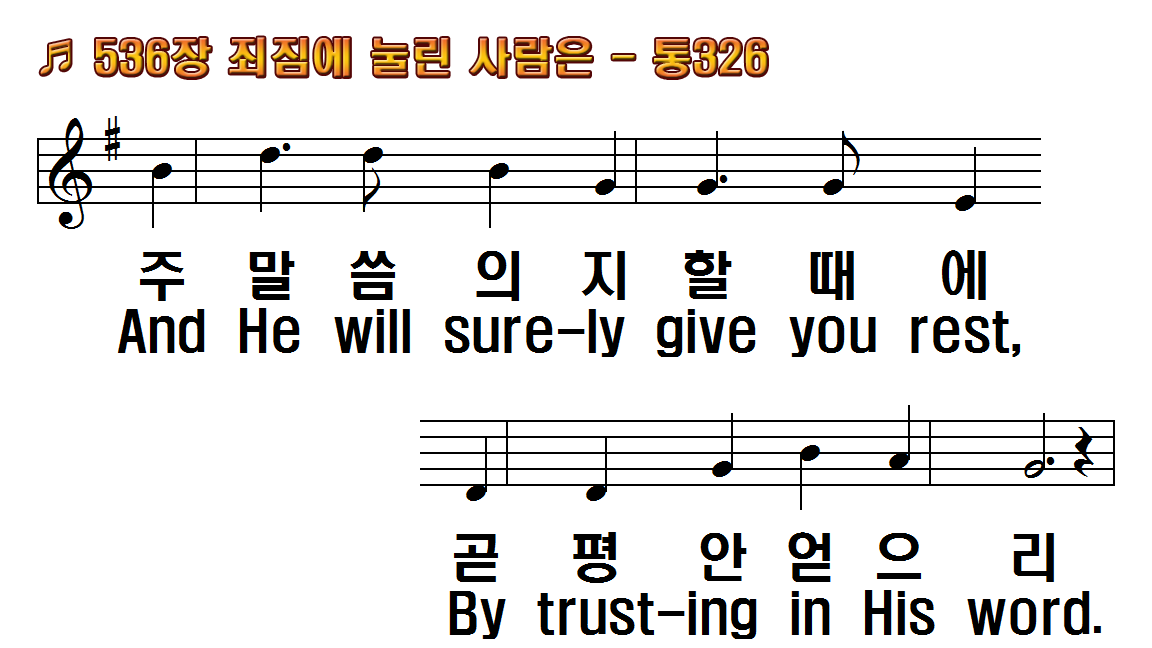 ♬ 536장 죄짐에 눌린 사람은 - 통326
주 말 씀 의 지 할 때 에
And He will sure-ly give you rest,
곧 평 안 얻 으 리
By trust-ing in His word.